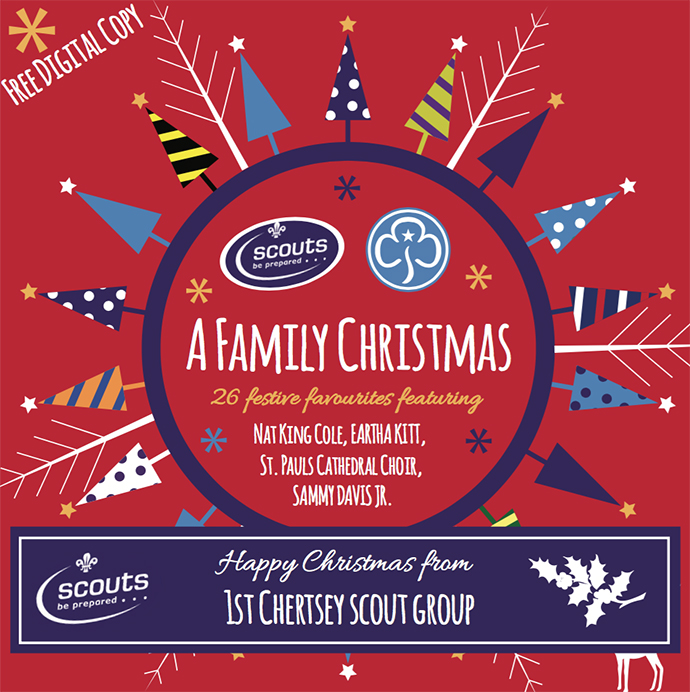 Free Digital Copy
scouts
be prepared . . .
A Family Christmas
26 festive favourites featuring
Nat King Cole, EARTHA KITT,
St. Pauls Cathedral Choir,
SAMMY DAVIS JR.
scouts
be prepared . . .
Happy Christmas from
1st Chertsey scout group